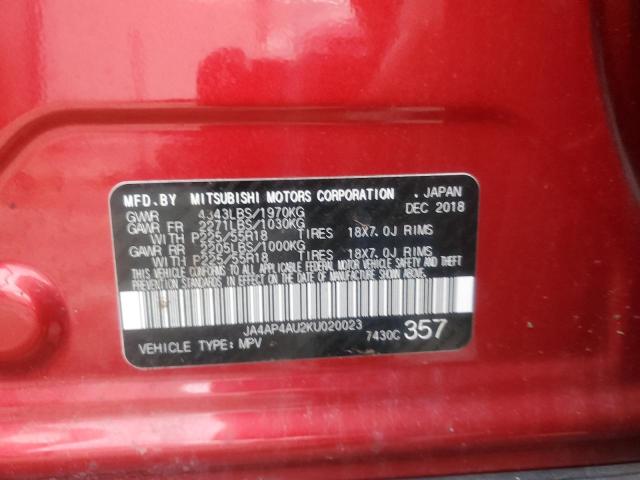 MFD.BY MITSUBISHI MOTORS CORPORATION . JAPAN
GVWR 4343LBS/1970KG DEC 2018
GAWR FR 2271LBS/1030KG
WITH P225/55R18 TIRES 18X7.0J RIMS
GAWR RR 2205LBS/1000KG
WITH P225/55R18 TIRES 18X7.0J RIMS
THIS VEHICLE CONFORMS TO ALL APPLICABLE FEDERAL MOTOR VEHICLE SAFETY AND THEFT
PREVENTION STANDARDS IN EFFECT ON THE DATE OF MANUFACTURE SHOWN ABOVE.
JA4AP4AU2KU020023
VEHICLE TYPE: MPV 7430C 357